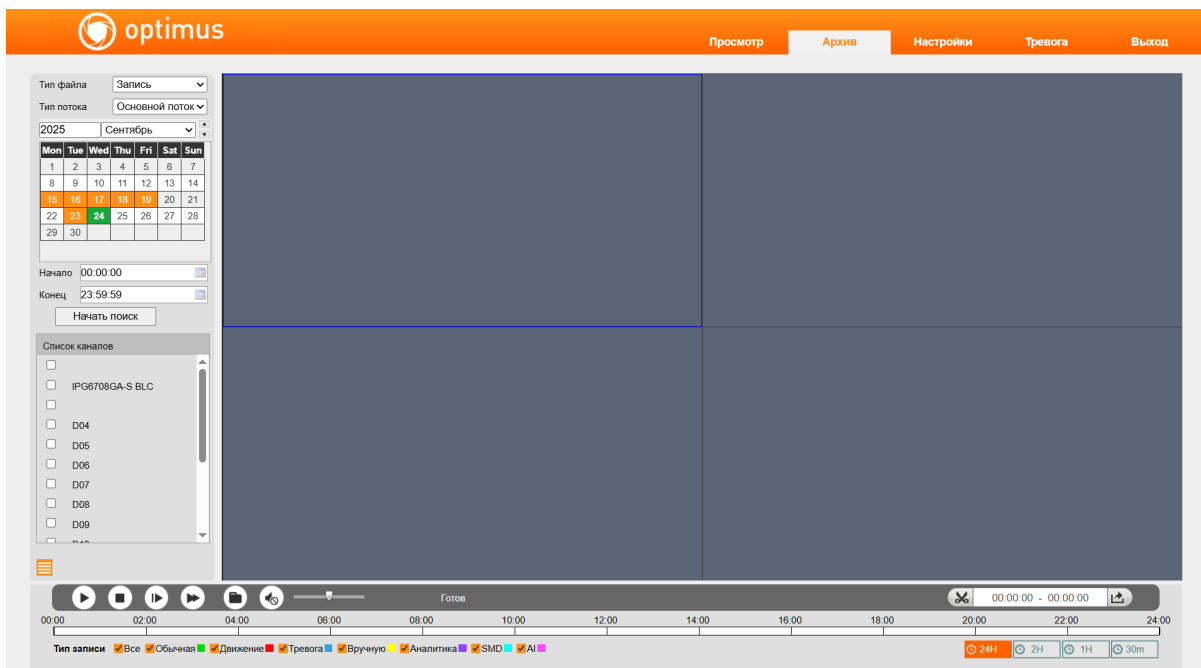 optimus
Просмотр Архив Настройки Тревога Выход
Тип файла Запись
Тип потока Основной поток
2025 Сентябрь
Mon Tue Wed Thu Fri Sat Sun
1 2 3 4 5 6 7
8 9 10 11 12 13 14
15 16 17 18 19 20 21
22 23 24 25 26 27 28
29 30
Начало 00:00:00
Конец 23:59:59
Начать поиск
Список каналов
IPG6708GA-S BLC
D04
D05
D06
D07
D08
D09
Готов 00:00:00 - 00:00:00
00:00 02:00 04:00 06:00 08:00 10:00 12:00 14:00 16:00 18:00 20:00 22:00 24:00
Тип записи Все Обычная Движение Тревога Вручную Аналитика SMD AI 24H 2H 1H 30m